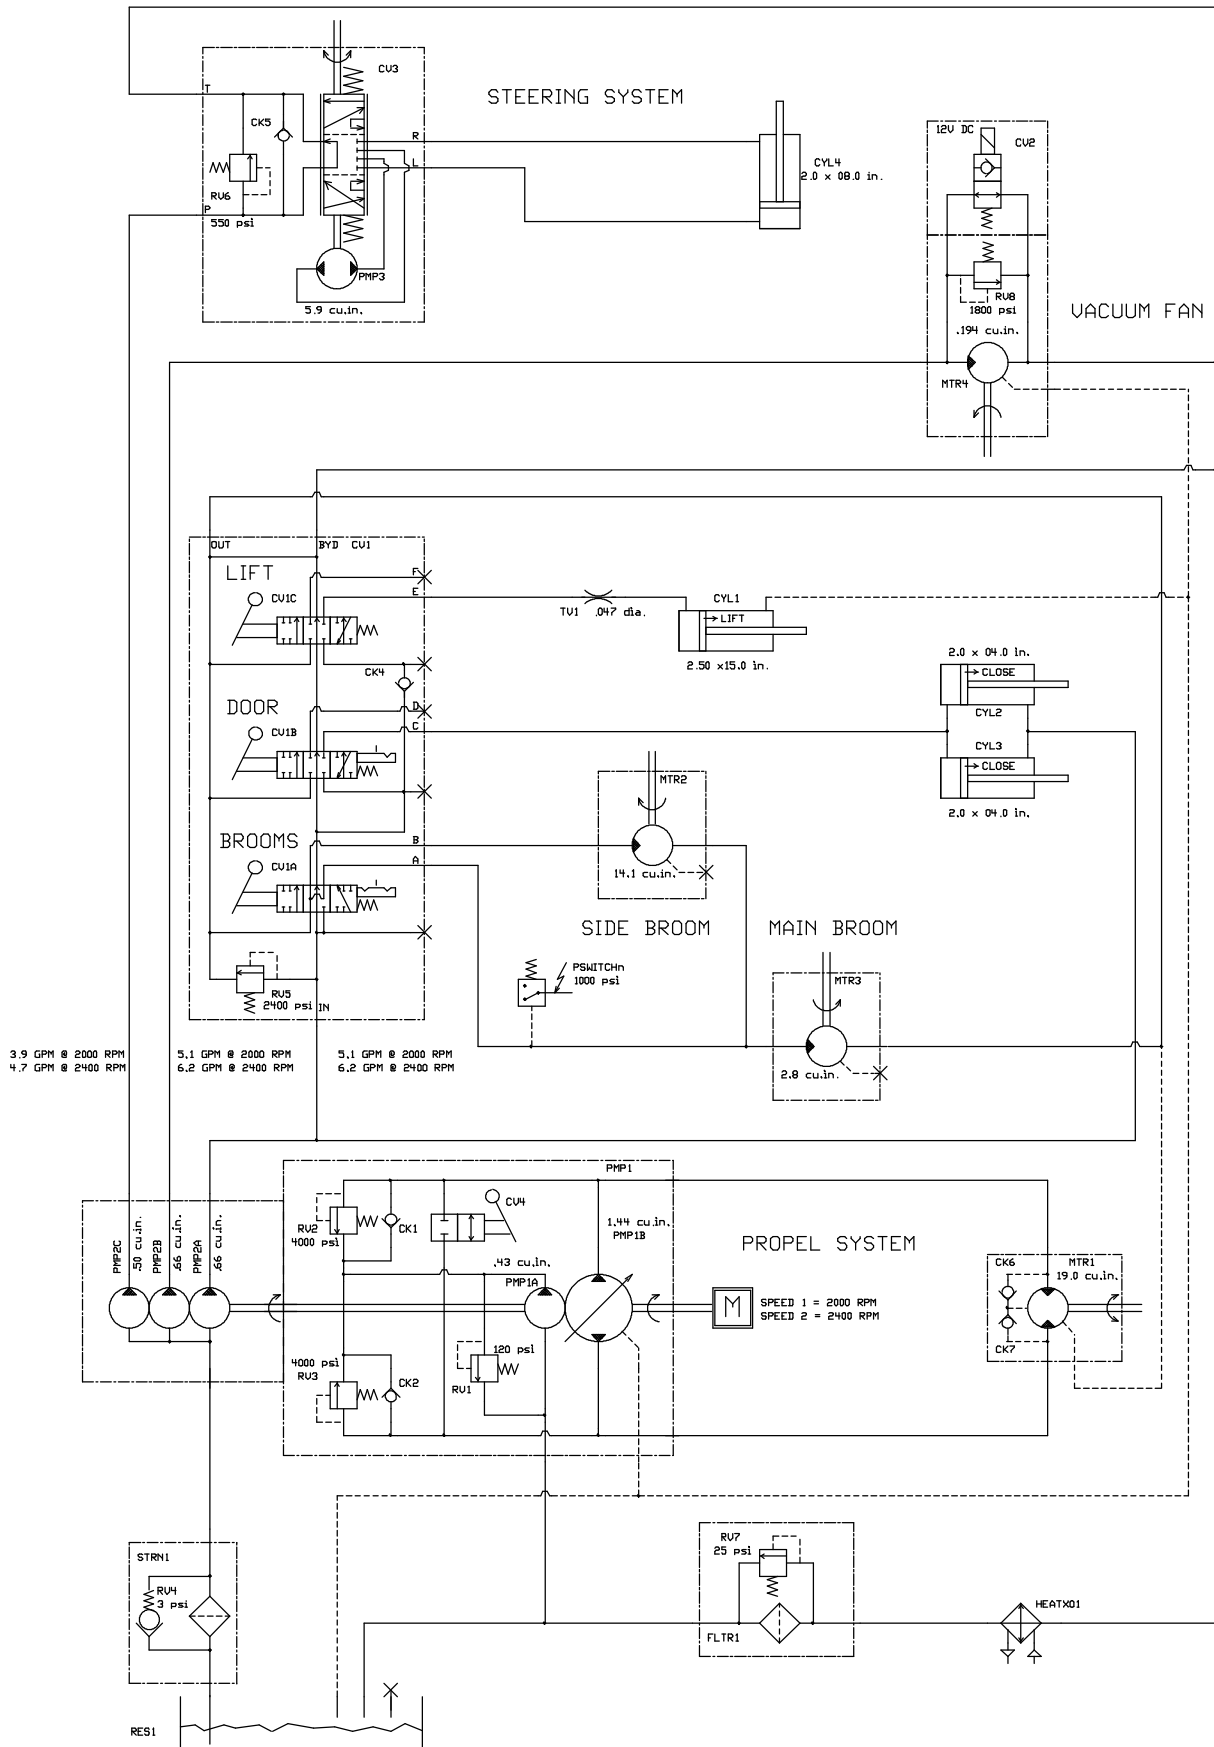 CV3
T
STEERING SYSTEM
CK5
12V DC
CV2
R
L
CYL4
2.0 x 08.0 in.
RV6
P
550 psi
PMP3
5.9 cu.in.
RV8
1800 psi
VACUUM FAN
.194 cu.in.
MTR4
OUT
BYD
CV1
LIFT
F
CV1C
E
TV1
.047 dia.
CYL1
LIFT
2.50 x15.0 in.
CK4
2.0 x 04.0 in.
CLOSE
CYL2
DOOR
D
CV1B
C
CYL3
CLOSE
2.0 x 04.0 in.
MTR2
BROOMS
B
CV1A
A
14.1 cu.in.
SIDE BROOM
MAIN BROOM
PSWITCHn
1000 psi
MTR3
RV5
2400 psi
IN
2.8 cu.in.
3.9 GPM @ 2000 RPM
4.7 GPM @ 2400 RPM
5.1 GPM @ 2000 RPM
6.2 GPM @ 2400 RPM
5.1 GPM @ 2000 RPM
6.2 GPM @ 2400 RPM
PMP1
PMP2C
.50 cu.in.
PMP2B
.66 cu.in.
PMP2A
.66 cu.in.
RV2
4000 psi
CK1
CV4
1.44 cu.in.
PMP1B
PROPEL SYSTEM
.43 cu.in.
PMP1A
CK6
MTR1
19.0 cu.in.
M
SPEED 1 = 2000 RPM
SPEED 2 = 2400 RPM
4000 psi
RV3
CK2
120 psi
RV1
CK7
STRN1
RV4
3 psi
RV7
25 psi
FLTR1
HEATX01
RES1